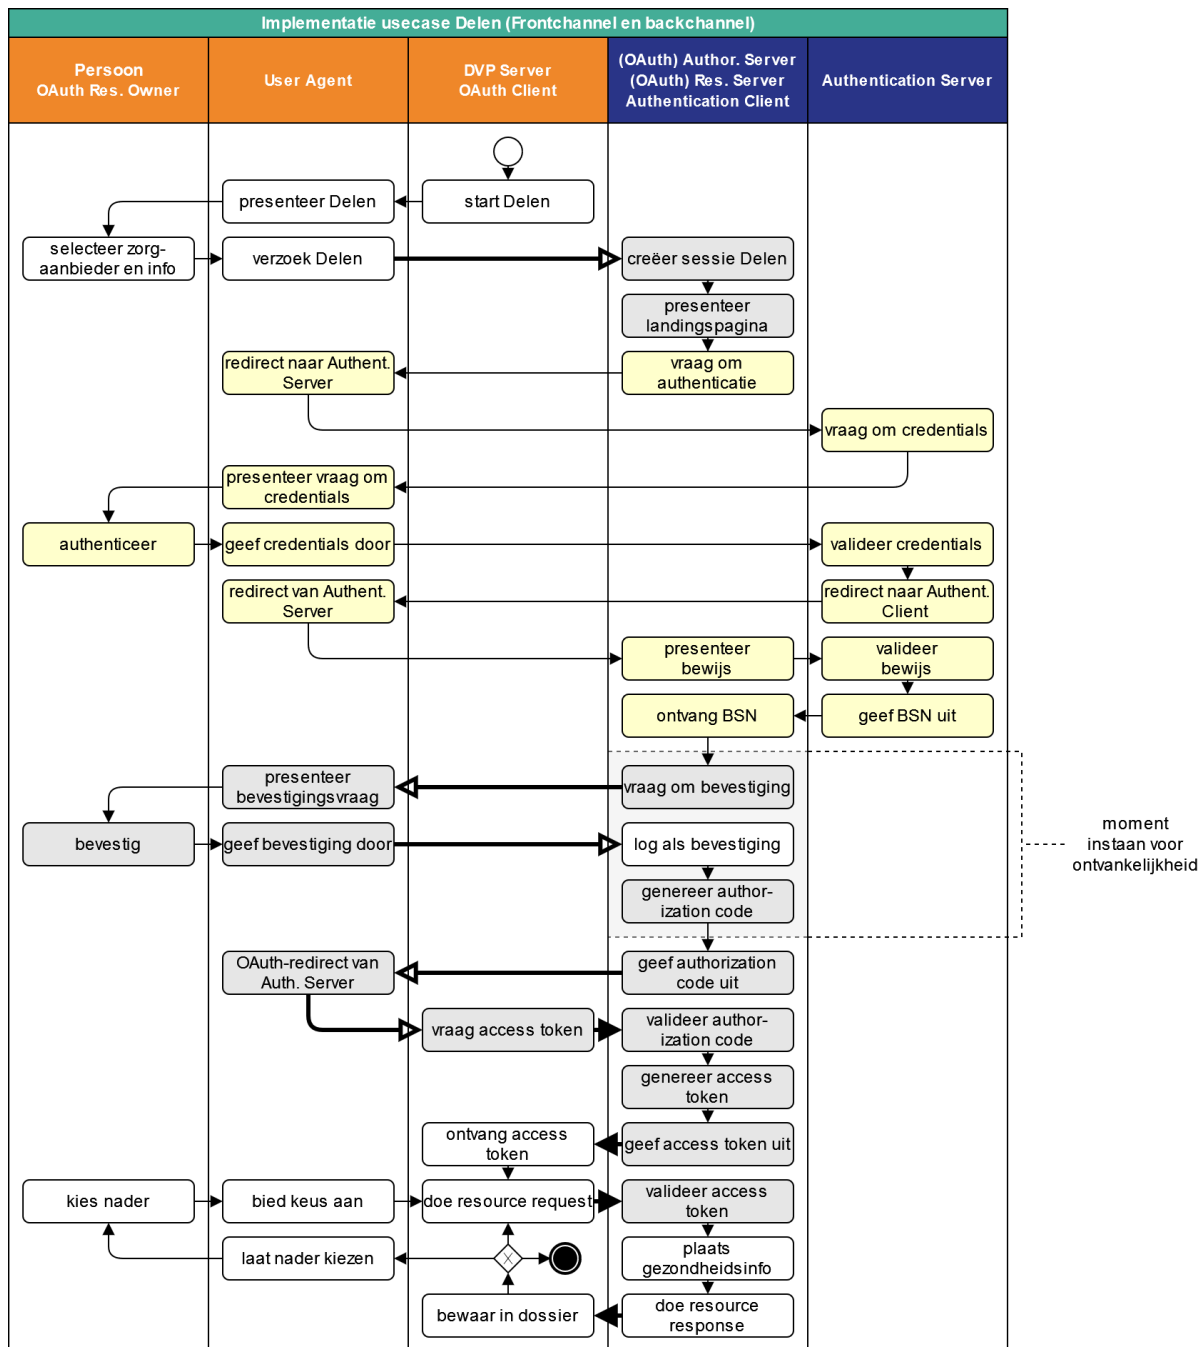 Implementatie usecase Delen (Frontchannel en backchannel)
Persoon
OAuth Res. Owner
User Agent
DVP Server
OAuth Client
(OAuth) Author. Server
(OAuth) Res. Server
Authentication Client
Authentication Server
presenteer Delen
start Delen
selecteer zorg-
aanbieder en info
verzoek Delen
creëer sessie Delen
presenteer
landingspagina
redirect naar Authent.
Server
vraag om
authenticatie
vraag om credentials
presenteer vraag om
credentials
authenticeer
geef credentials door
valideer credentials
redirect van Authent.
Server
redirect naar Authent.
Client
presenteer
bewijs
valideer
bewijs
ontvang BSN
geef BSN uit
presenteer
bevestigingsvraag
vraag om bevestiging
bevestig
geef bevestiging door
log als bevestiging
moment
instaan voor
ontvankelijkheid
genereer author-
ization code
OAuth-redirect van
Auth. Server
geef authorization
code uit
vraag access token
valideer author-
ization code
genereer access
token
ontvang access
token
geef access token uit
kies nader
bied keus aan
doe resource request
valideer access
token
laat nader kiezen
X
plaats
gezondheidsinfo
bewaar in dossier
doe resource
response